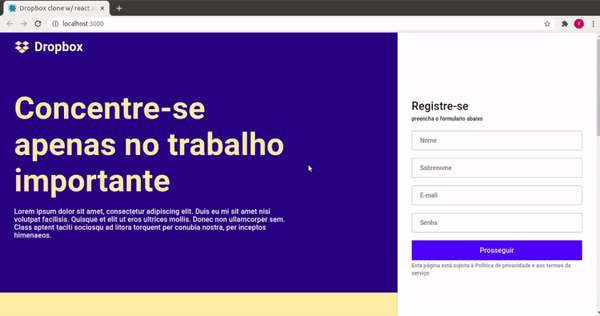 Dropbox clone w/ react a
localhost:3000
Dropbox
Concentre-se
apenas no trabalho
importante
Lorem ipsum dolor sit amet, consectetur adipiscing elit. Duis eu mi sit amet nisi
volutpat facilisis. Quisque et elit ut eros ultrices mollis. Donec non ullamcorper sem.
Class aptent taciti sociosqu ad litora torquent per conubia nostra, per inceptos
himenaeos.
Registre-se
preencha o formulario abaixo
Nome
Sobrenome
E-mail
Senha
Prosseguir
Esta página está sujeita à Política de privacidade e aos termos de
serviço